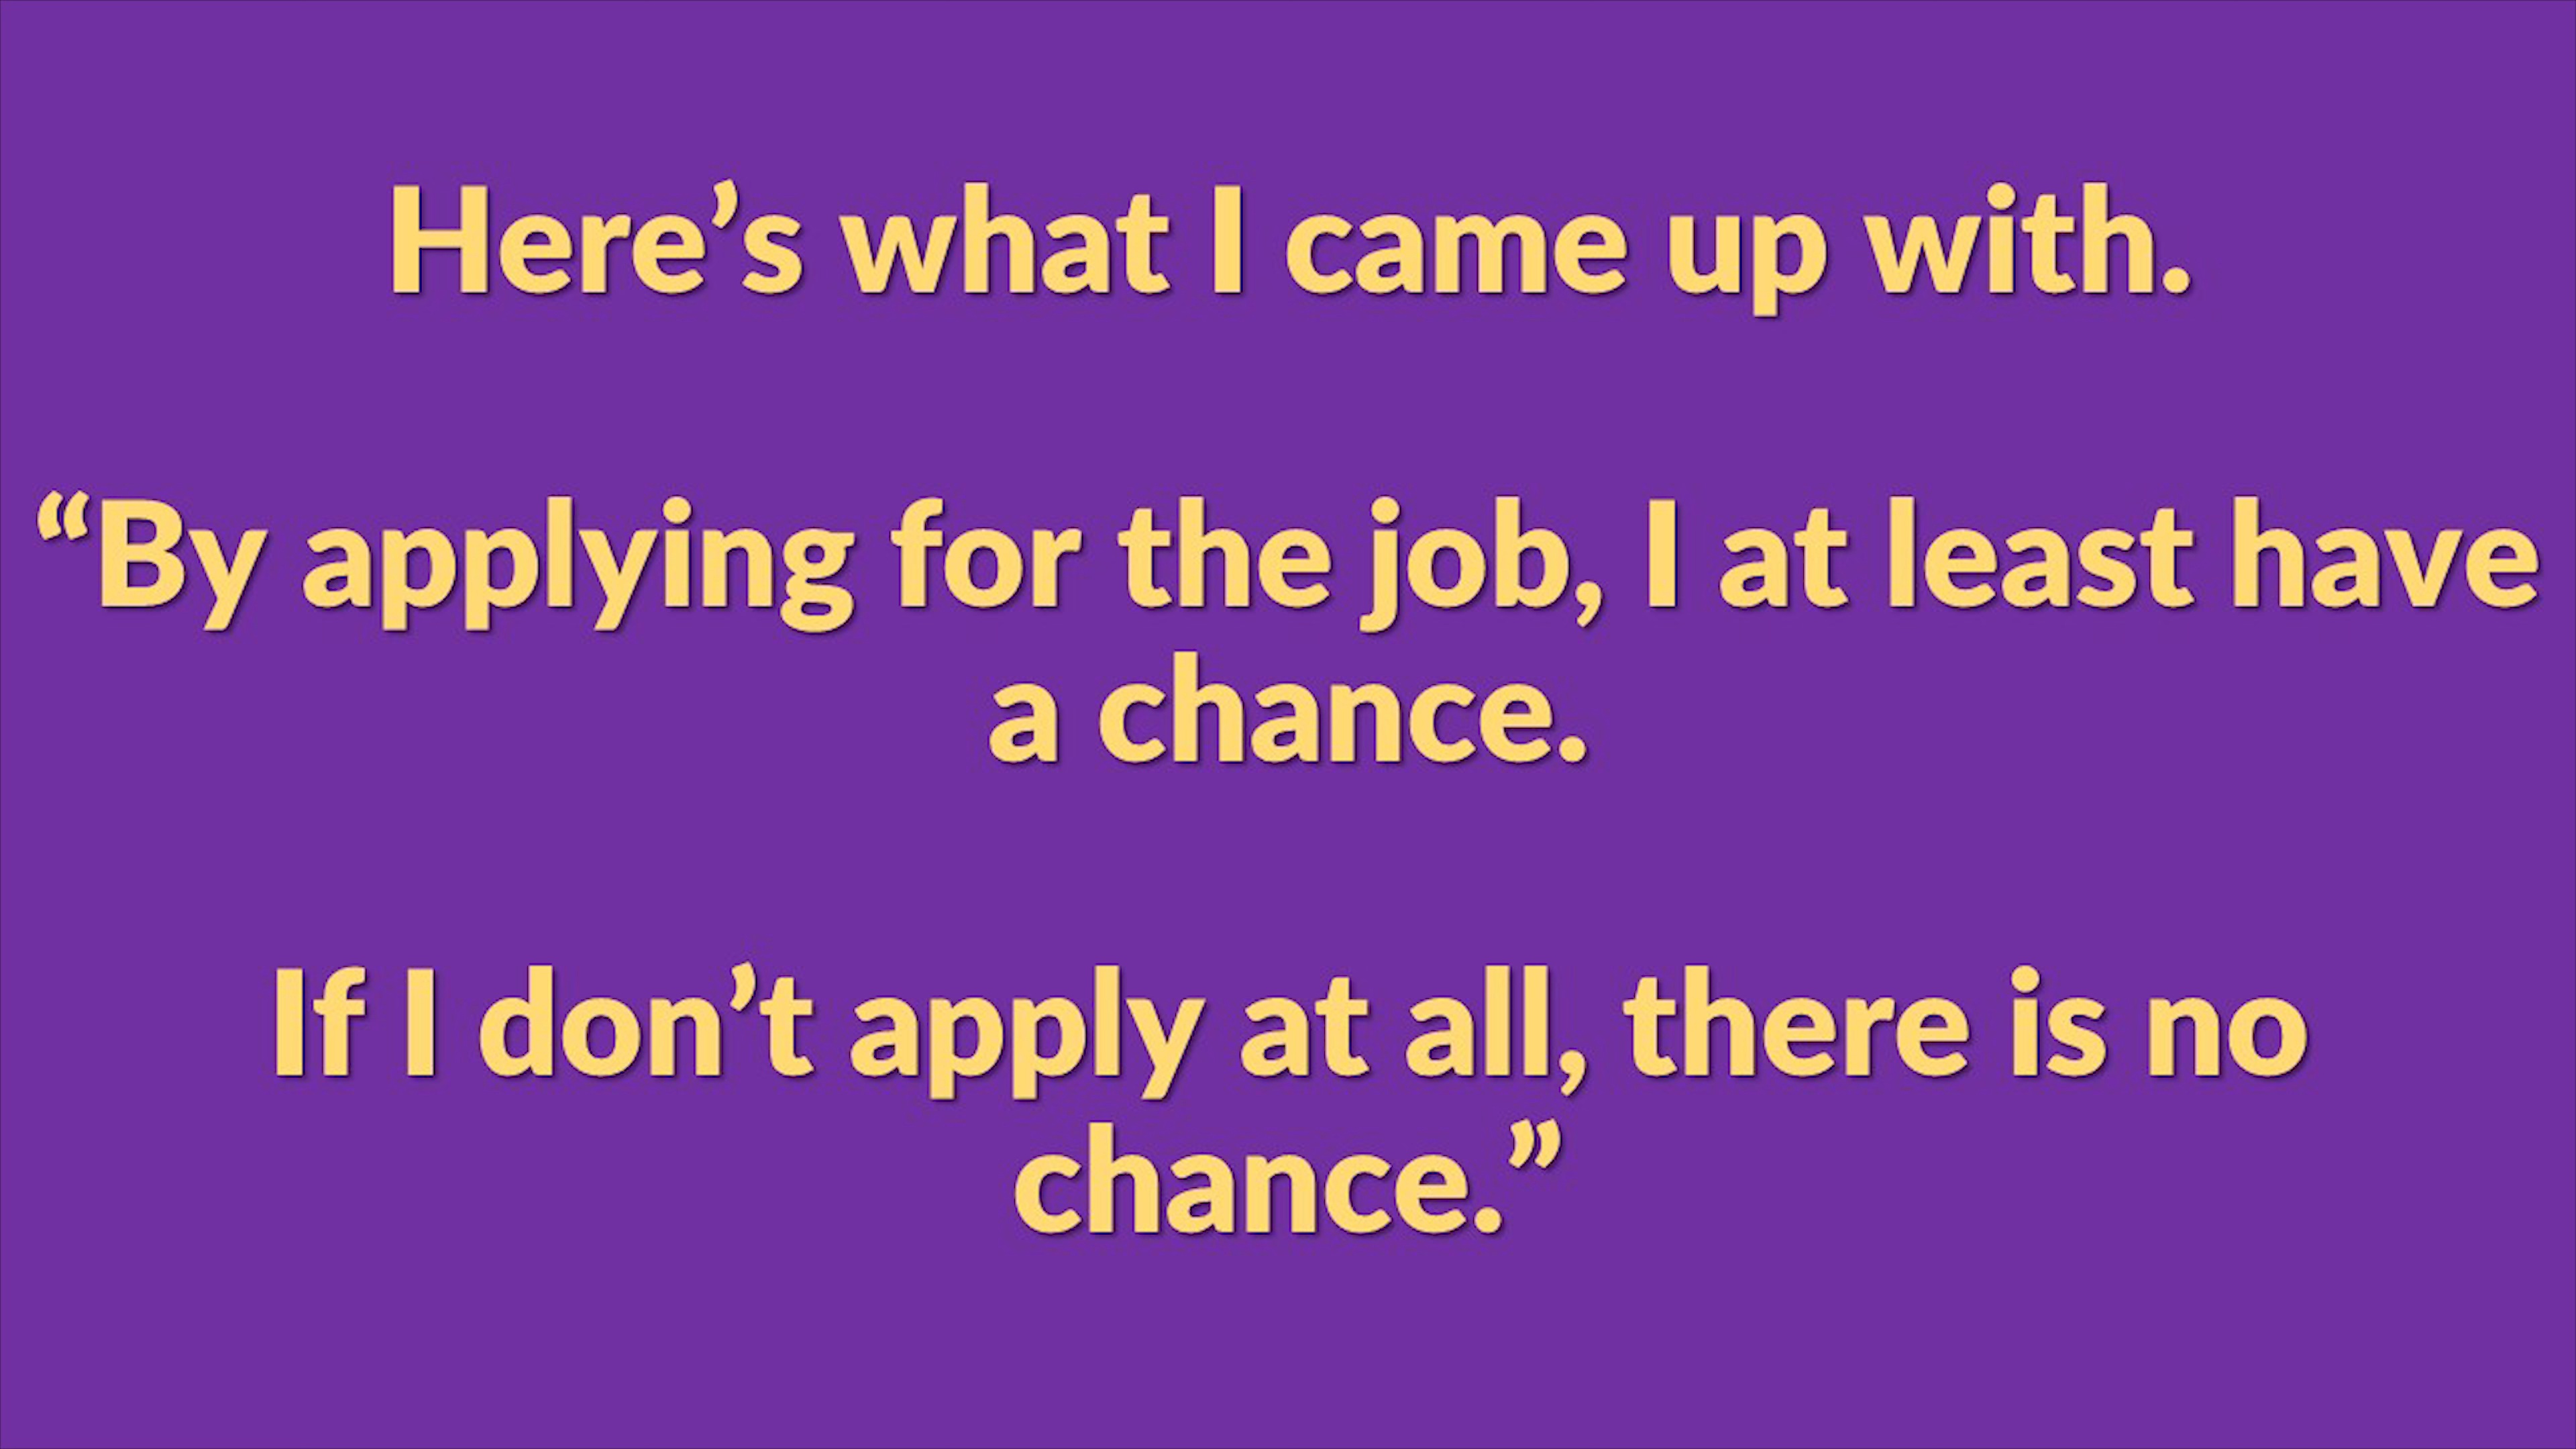 Here’s what I came up with.
“By applying for the job, I at least have
a chance.
If I don’t apply at all, there is no
chance.”